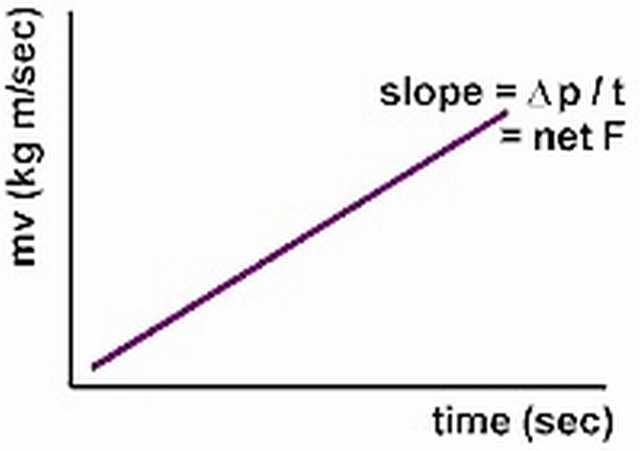 mv (kg m/sec)
slope = Δp / t
= net F
time (sec)